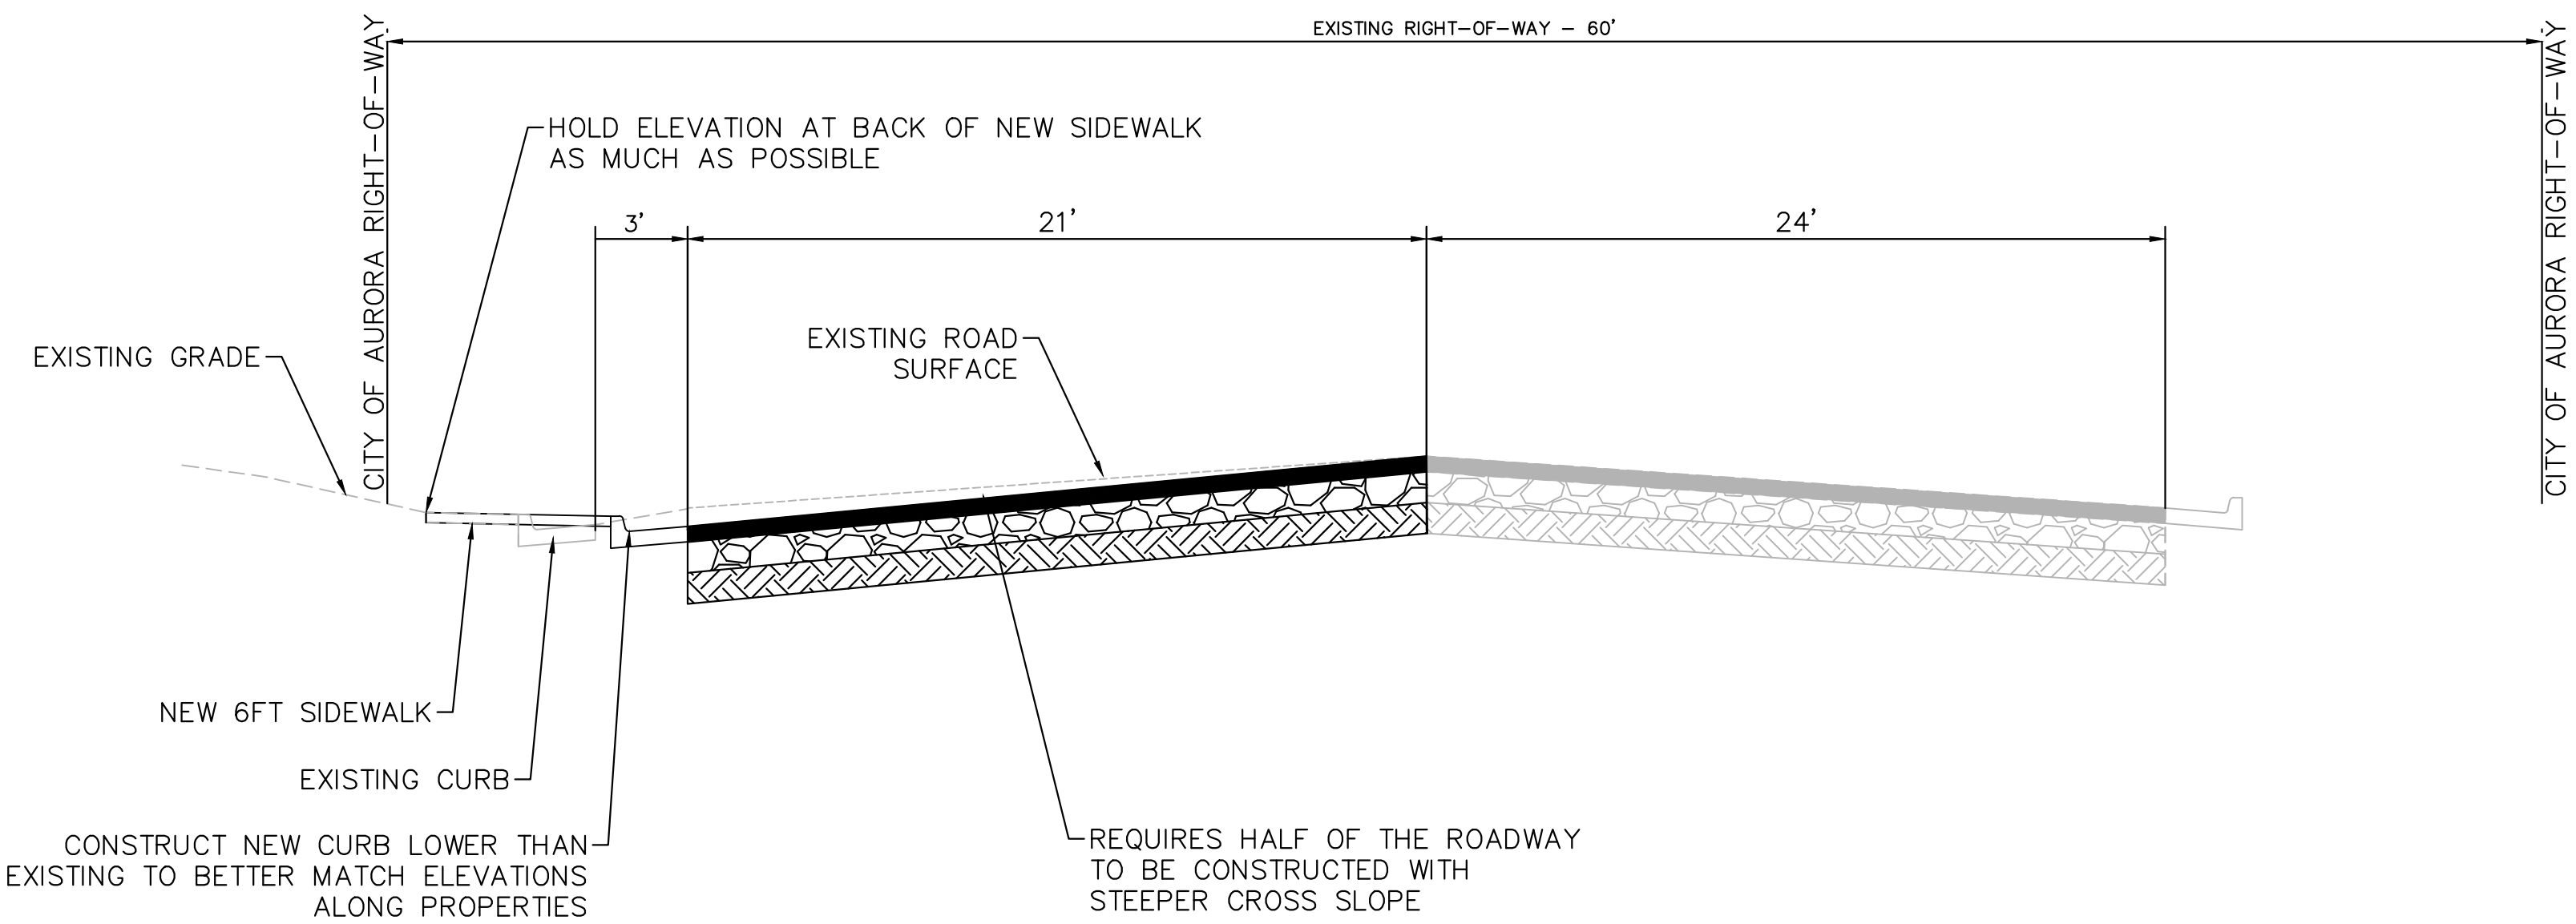 EXISTING RIGHT-OF-WAY - 60'
CITY OF AURORA RIGHT-OF-WAY
CITY OF AURORA RIGHT-OF-WAY
HOLD ELEVATION AT BACK OF NEW SIDEWALK
AS MUCH AS POSSIBLE
3'
21'
24'
EXISTING ROAD
SURFACE
EXISTING GRADE
NEW 6FT SIDEWALK
EXISTING CURB
CONSTRUCT NEW CURB LOWER THAN
EXISTING TO BETTER MATCH ELEVATIONS
ALONG PROPERTIES
REQUIRES HALF OF THE ROADWAY
TO BE CONSTRUCTED WITH
STEEPER CROSS SLOPE